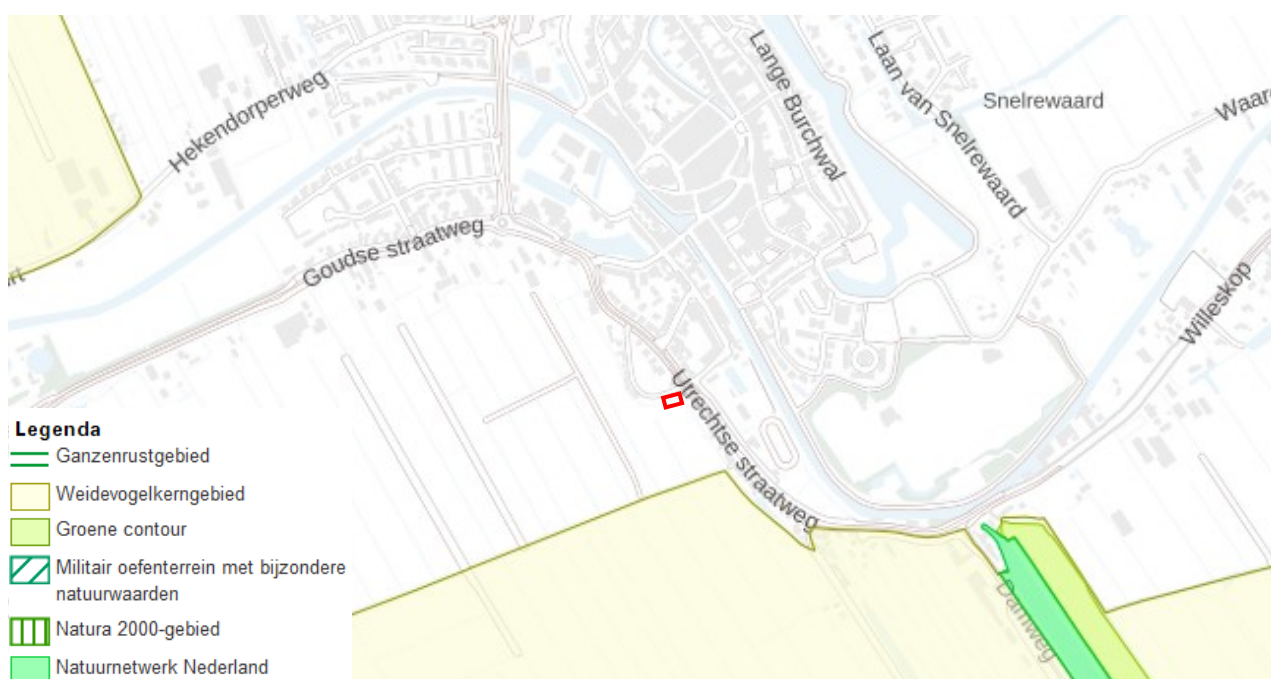 Hekendorperweg
Lange Burchwal
Laan van Snelrewaard
Snelrewaard
Goudse straatweg
Willeskop
Utrechtse straatweg
Damweg
Legenda
Ganzenrustgebied
Weidevogelkerngebied
Groene contour
Militair oefenterrein met bijzondere
natuurwaarden
Natura 2000-gebied
Natuurnetwerk Nederland